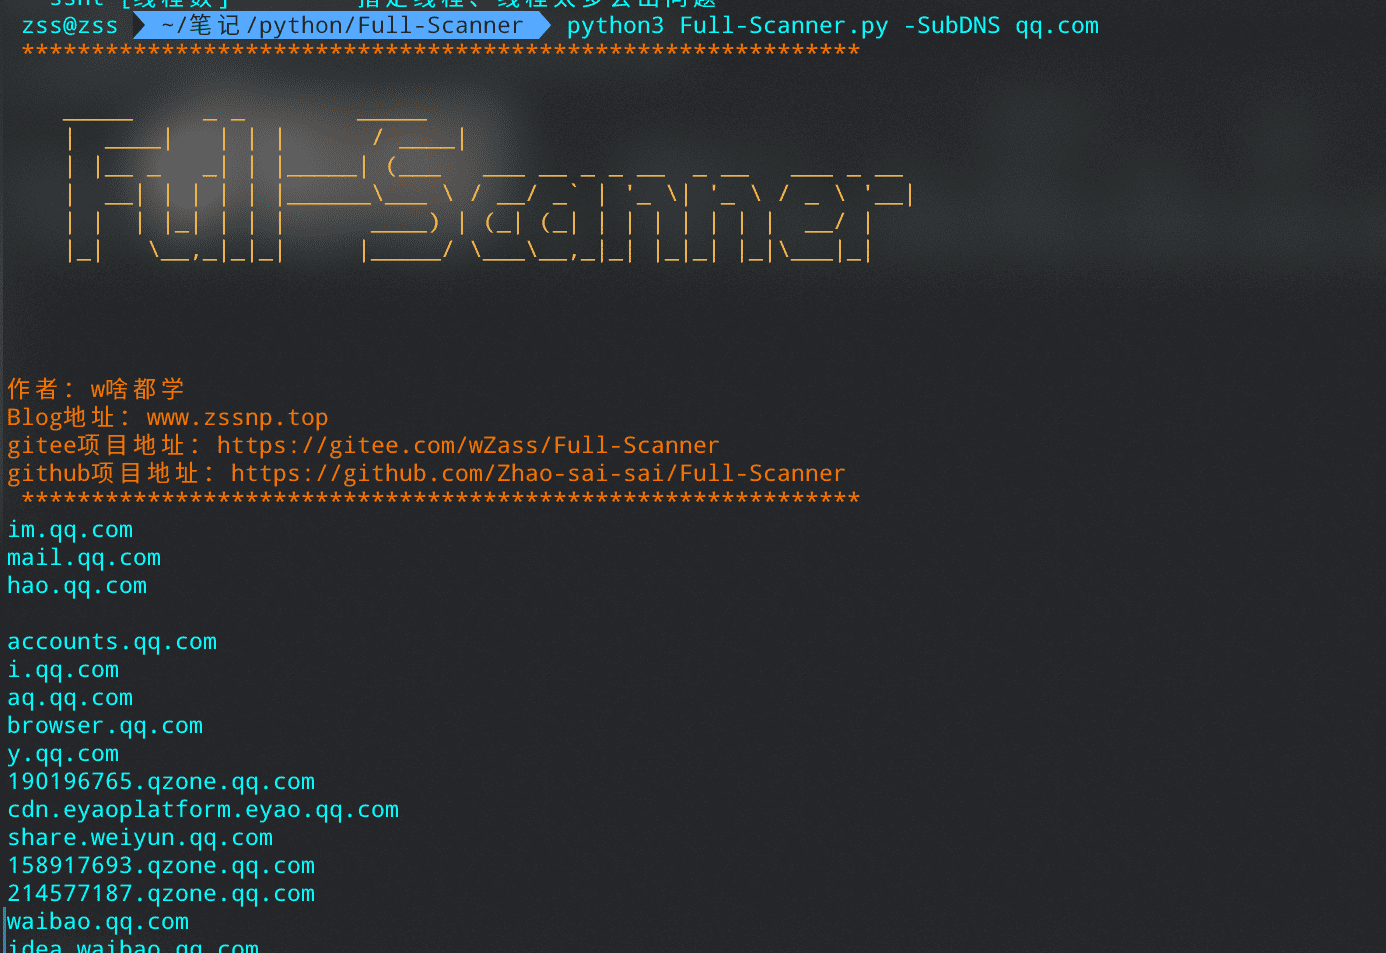 zss@zss ~/笔记/python/Full-Scanner python3 Full-Scanner.py -SubDNS qq.com
**************************************************************
Full-Scanner
作者：w啥都学
Blog地址：www.zssnp.top
gitee项目地址：https://gitee.com/wZass/Full-Scanner
github项目地址：https://github.com/Zhao-sai-sai/Full-Scanner
**************************************************************
im.qq.com
mail.qq.com
hao.qq.com
accounts.qq.com
i.qq.com
aq.qq.com
browser.qq.com
y.qq.com
190196765.qzone.qq.com
cdn.eyaoplatform.eyao.qq.com
share.weiyun.qq.com
158917693.qzone.qq.com
214577187.qzone.qq.com
waibao.qq.com
idea.waibao.qq.com